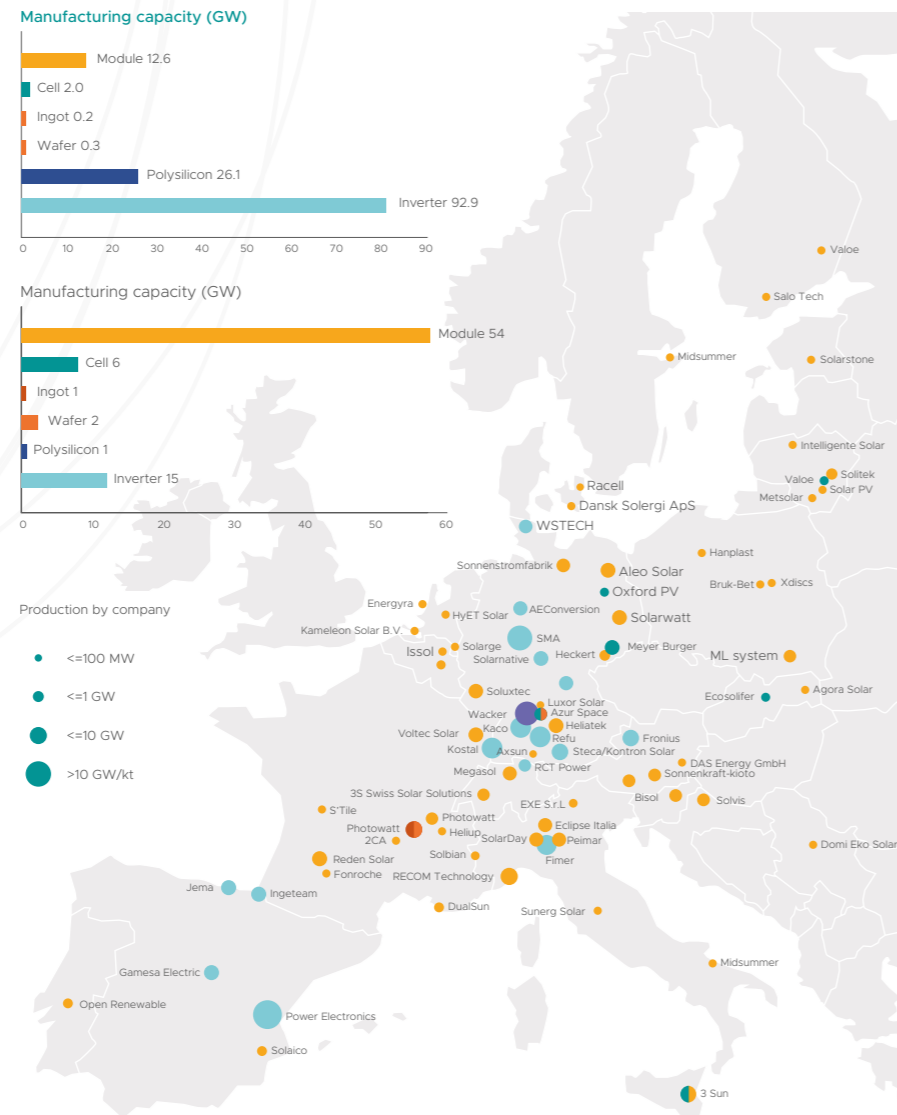 Manufacturing capacity (GW)
Module 12.6
Cell 2.0
Ingot 0.2
Wafer 0.3
Polysilicon 26.1
Inverter 92.9
0 10 20 30 40 50 60 70 80 90
Manufacturing capacity (GW)
Module 54
Cell 6
Ingot 1
Wafer 2
Polysilicon 1
Inverter 15
0 10 20 30 40 50 60
Production by company
<=100 MW
<=1 GW
<=10 GW
>10 GW/kt
Valoe
Salo Tech
Midsummer
Solarstone
Intelligente Solar
Solitek
Valoe
Solar PV
Metsolar
Racell
Dansk Solergi ApS
WSTECH
Hanplast
Sonnenstromfabrik
Aleo Solar
Bruk-Bet
Xdiscs
Oxford PV
Energyra
HyET Solar
AEConversion
Solarwatt
Kameleon Solar B.V.
SMA
Issol
Solarge
Solarnative
Heckert
Meyer Burger
ML system
Soluxtec
Ecosolifer
Agora Solar
Luxor Solar
Wacker
Azur Space
Kaco
Heliatek
Voltec Solar
Refu
Fronius
Kostal
Axsun
Steca/Kontron Solar
RCT Power
DAS Energy GmbH
Megasol
Sonnenkraft-kioto
3S Swiss Solar Solutions
Bisol
Solvis
EXE S.r.L
S'Tile
Photowatt
Photowatt
Heliup
Eclipse Italia
2CA
SolarDay
Peimar
Domi Eko Solar
Reden Solar
Solbian
Fimer
Fonroche
RECOM Technology
Jema
Ingeteam
DualSun
Sunerg Solar
Midsummer
Gamesa Electric
Open Renewable
Power Electronics
Solaico
3 Sun